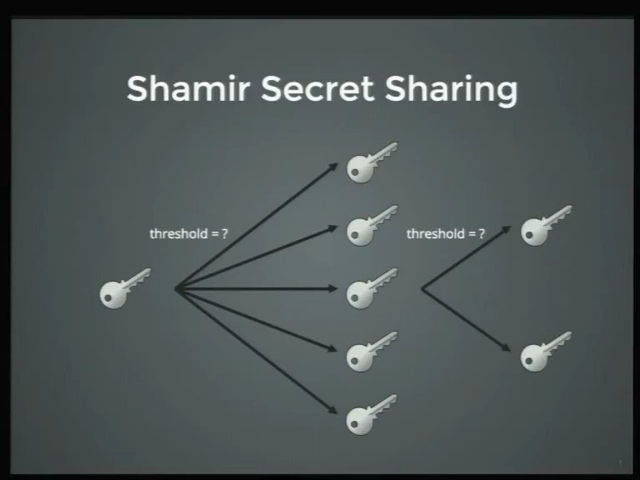 Shamir Secret Sharing
threshold = ?
threshold = ?